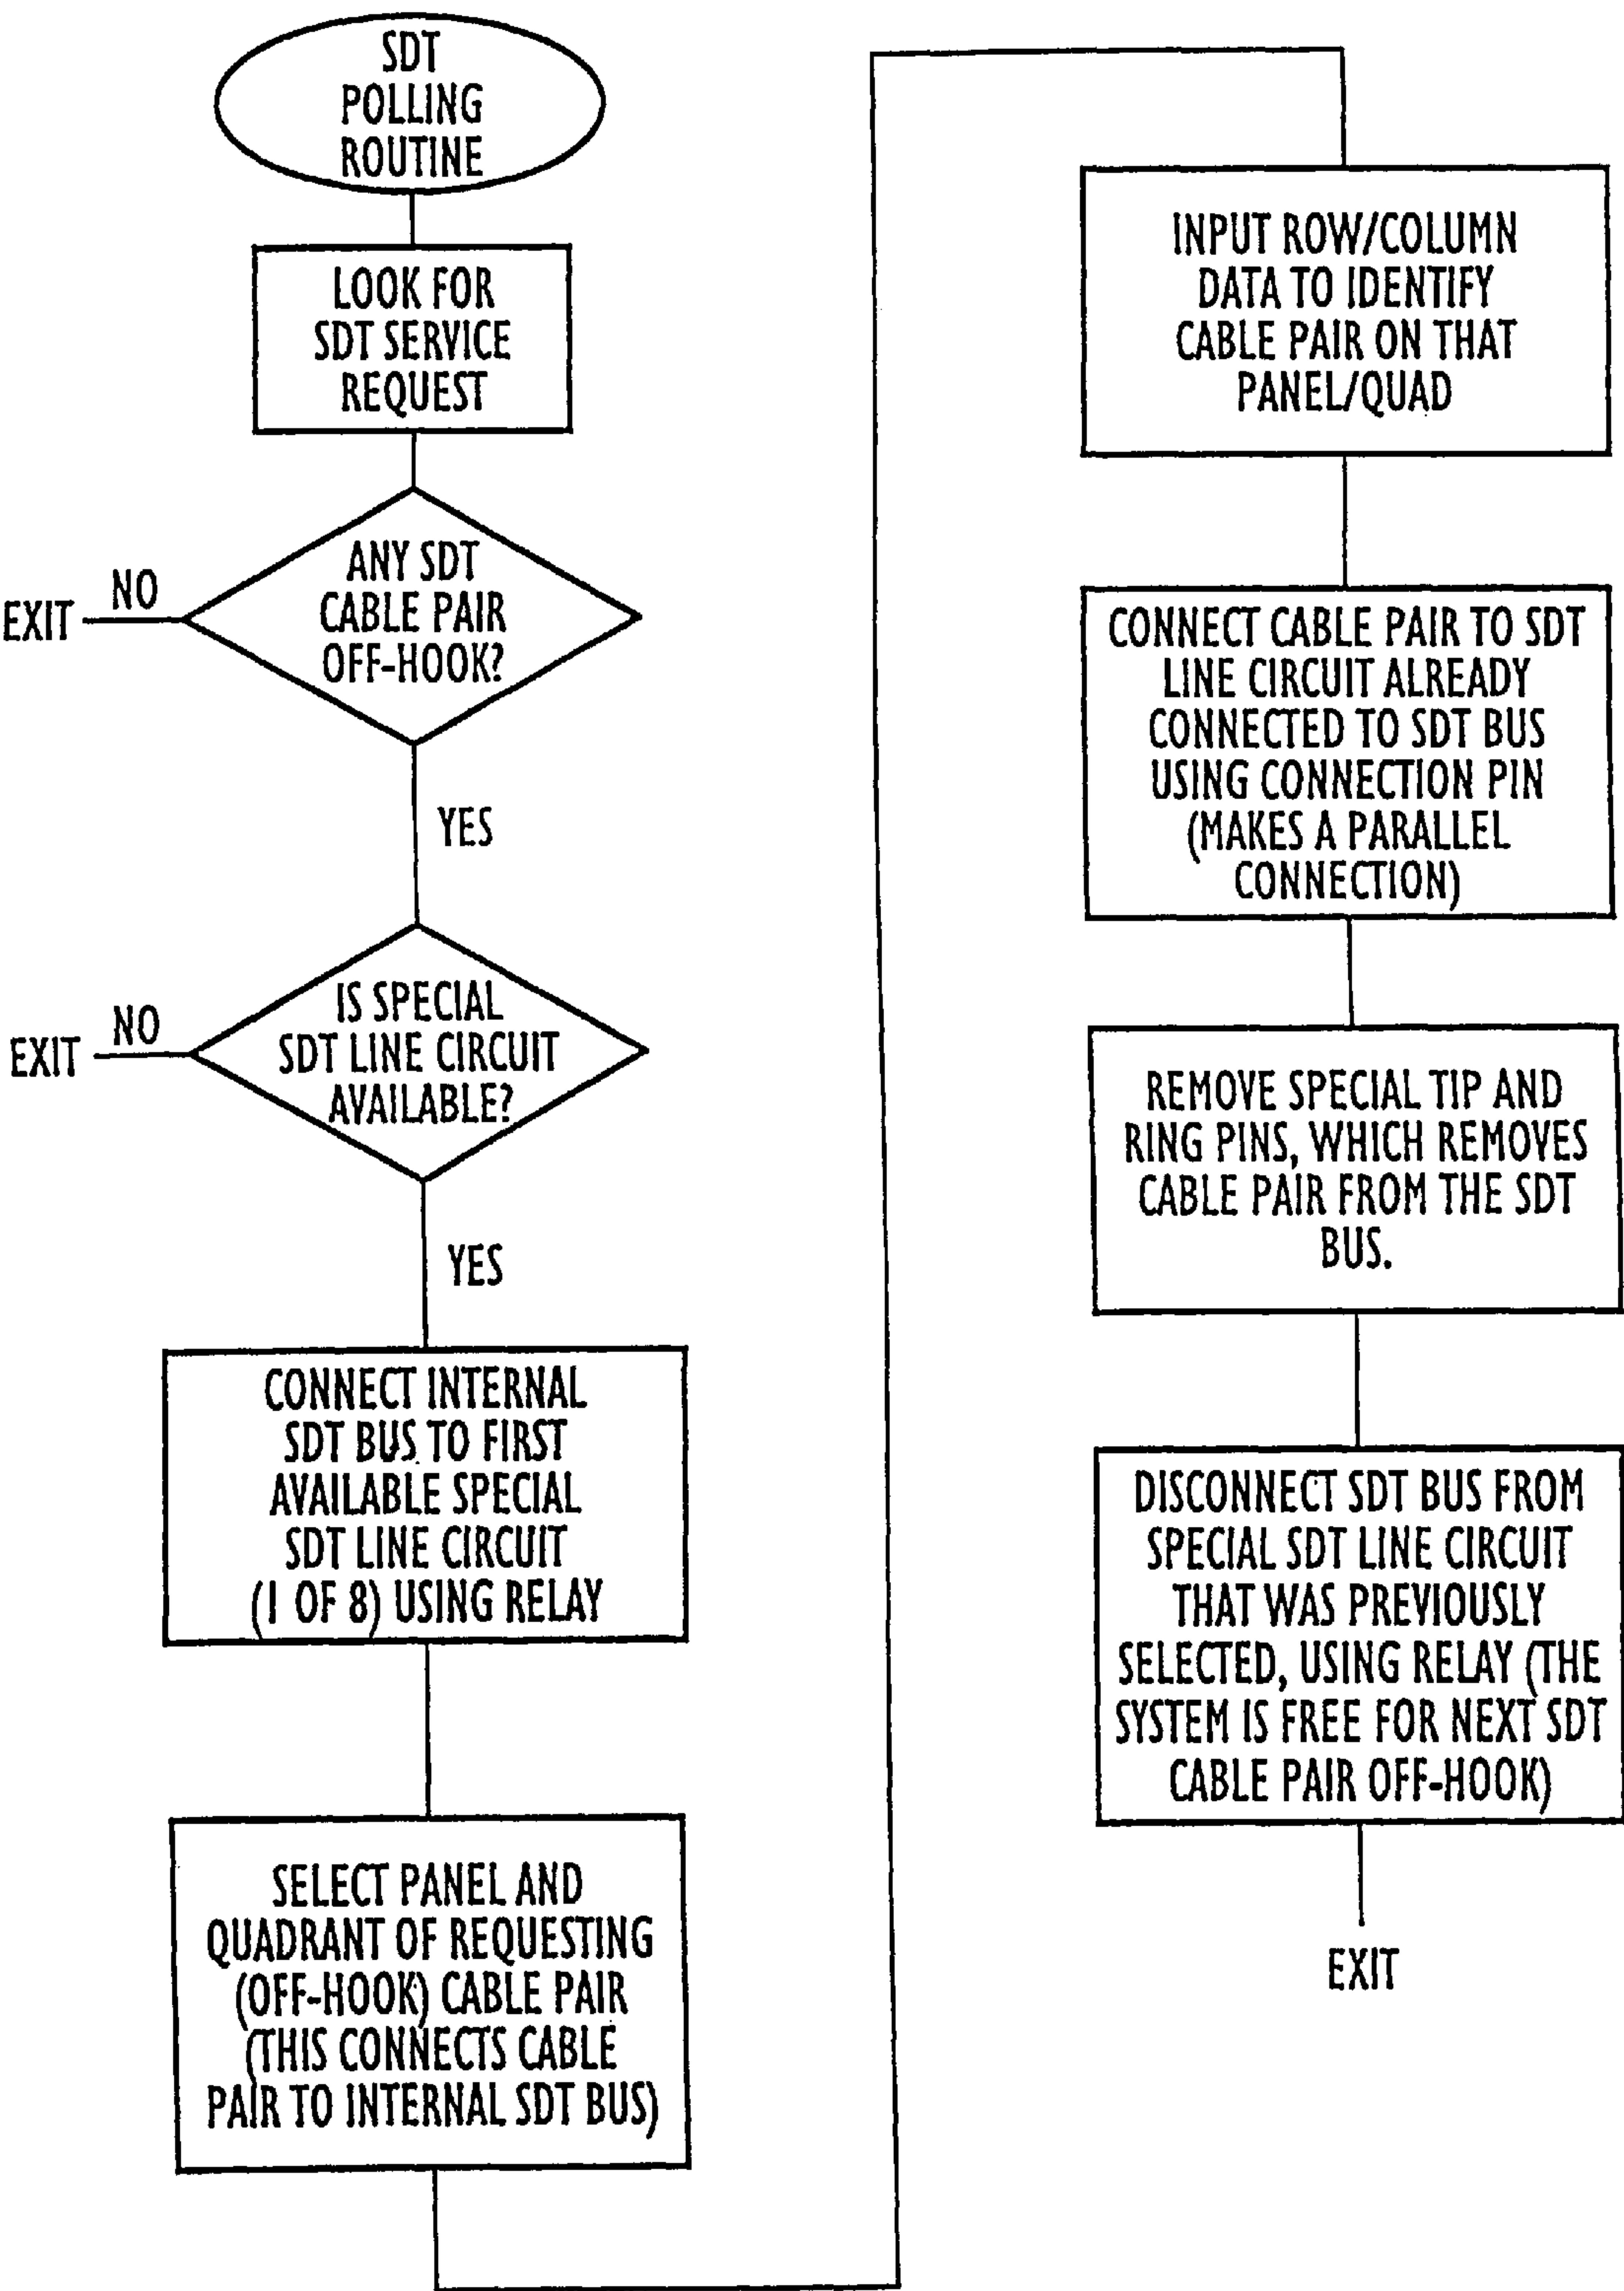 SDT
POLLING
ROUTINE
LOOK FOR
SDT SERVICE
REQUEST
ANY SDT
CABLE PAIR
OFF-HOOK?
NO
EXIT
YES
IS SPECIAL
SDT LINE CIRCUIT
AVAILABLE?
NO
EXIT
YES
CONNECT INTERNAL
SDT BUS TO FIRST
AVAILABLE SPECIAL
SDT LINE CIRCUIT
(1 OF 8) USING RELAY
SELECT PANEL AND
QUADRANT OF REQUESTING
(OFF-HOOK) CABLE PAIR
(THIS CONNECTS CABLE
PAIR TO INTERNAL SDT BUS)
INPUT ROW/COLUMN
DATA TO IDENTIFY
CABLE PAIR ON THAT
PANEL/QUAD
CONNECT CABLE PAIR TO SDT
LINE CIRCUIT ALREADY
CONNECTED TO SDT BUS
USING CONNECTION PIN
(MAKES A PARALLEL
CONNECTION)
REMOVE SPECIAL TIP AND
RING PINS, WHICH REMOVES
CABLE PAIR FROM THE SDT
BUS.
DISCONNECT SDT BUS FROM
SPECIAL SDT LINE CIRCUIT
THAT WAS PREVIOUSLY
SELECTED, USING RELAY (THE
SYSTEM IS FREE FOR NEXT SDT
CABLE PAIR OFF-HOOK)
EXIT